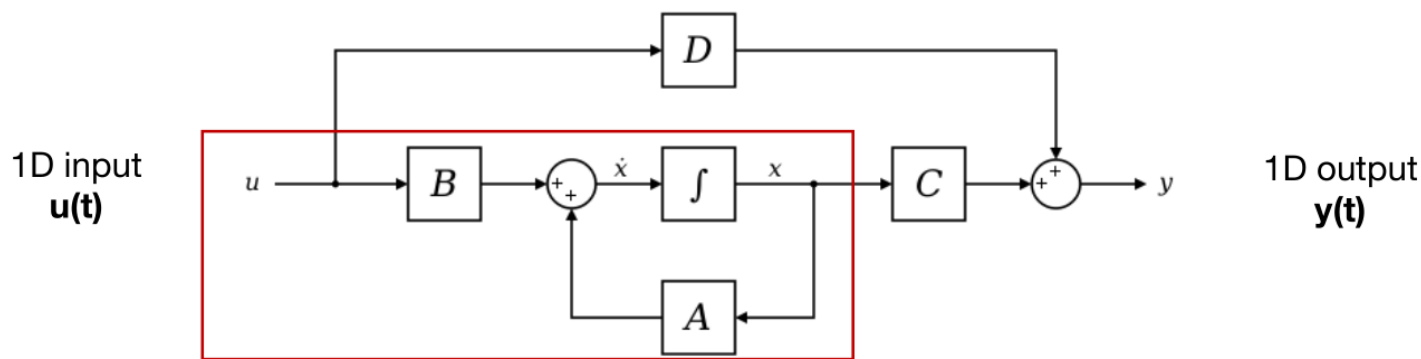 D
1D input
u(t)
u
B
+
+
ẋ
∫
x
C
+
+
y
1D output
y(t)
A